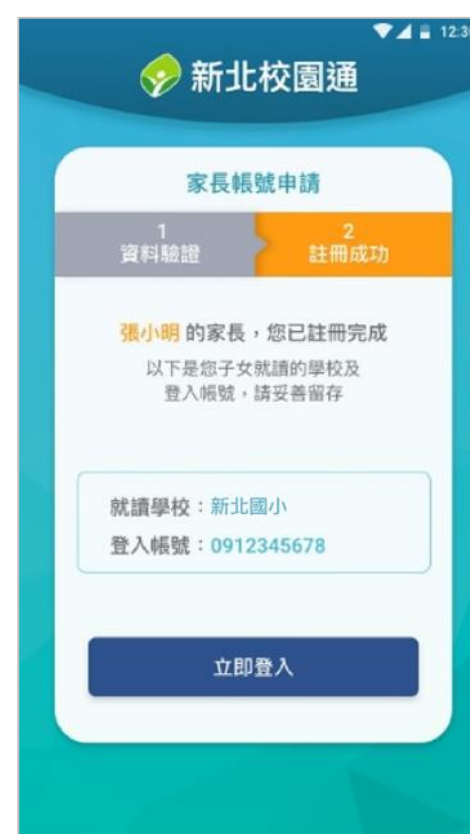 12:30
新北校園通
家長帳號申請
1
資料驗證
2
註冊成功
張小明 的家長，您已註冊完成
以下是您子女就讀的學校及
登入帳號，請妥善留存
就讀學校：新北國小
登入帳號：0912345678
立即登入